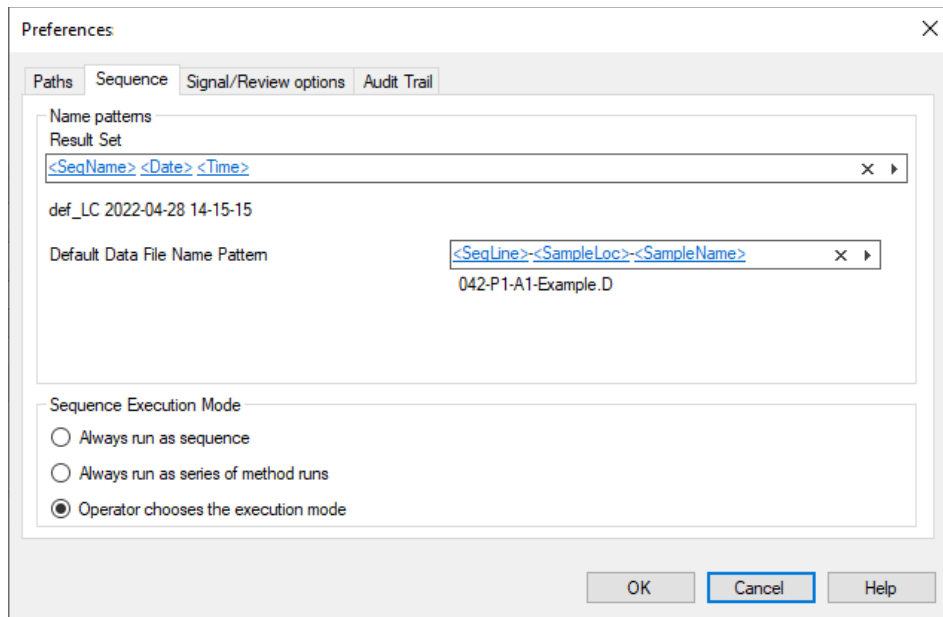 Preferences:
Paths Sequence Signal/Review options Audit Trail
Name patterns
Result Set
<SeqName> <Date> <Time>
def_LC 2022-04-28 14-15-15
Default Data File Name Pattern <SeqLine>-<SampleLoc>-<SampleName>
042-P1-A1-Example.D
Sequence Execution Mode
Always run as sequence
Always run as series of method runs
Operator chooses the execution mode
OK Cancel Help